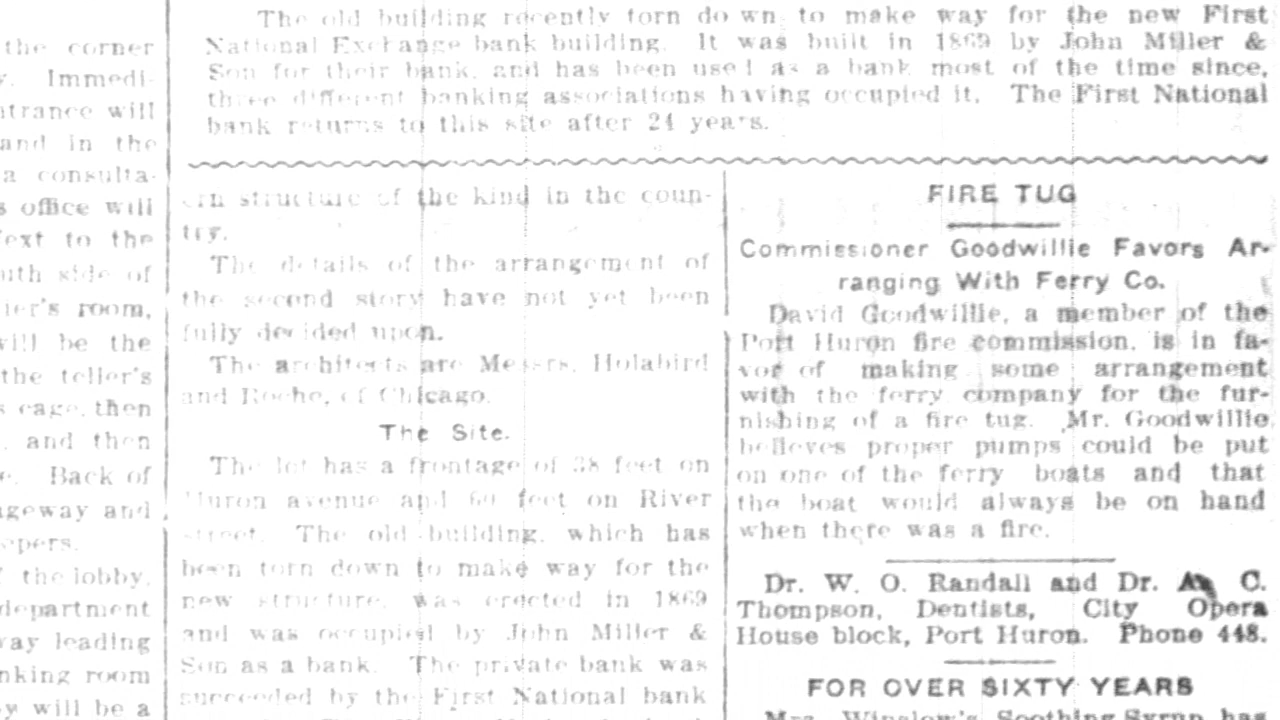 the corner
. Immedi-
ntrance will
and in the
a consulta-
s office will
ext to the
uth side of
ier's room,
will be the
the teller's
s cage, then
, and then
e. Back of
geway and
epers.
the lobby,
department
way leading
nking room
y will be a
The old building recently torn down to make way for the new First
National Exchange bank building. It was built in 1869 by John Miller &
Son for their bank, and has been used as a bank most of the time since,
three different banking associations having occupied it. The First National
bank returns to this site after 24 years.
ern structure of the kind in the coun-
try.
The details of the arrangement of
the second story have not yet been
fully decided upon.
The architects are Messrs. Holabird
and Roche, of Chicago.
The Site.
The lot has a frontage of 38 feet on
Huron avenue and 60 feet on River
street. The old building, which has
been torn down to make way for the
new structure, was erected in 1869
and was occupied by John Miller &
Son as a bank. The private bank was
succeeded by the First National bank
FIRE TUG
Commissioner Goodwillie Favors Ar-
ranging With Ferry Co.
David Goodwillie, a member of the
Port Huron fire commission, is in fa-
vor of making some arrangement
with the ferry company for the fur-
nishing of a fire tug. Mr. Goodwillie
believes proper pumps could be put
on one of the ferry boats and that
the boat would always be on hand
when there was a fire.
Dr. W. O. Randall and Dr. A. C.
Thompson, Dentists, City Opera
House block, Port Huron. Phone 448.
FOR OVER SIXTY YEARS
Mrs. Winslow's Soothing Syrup has